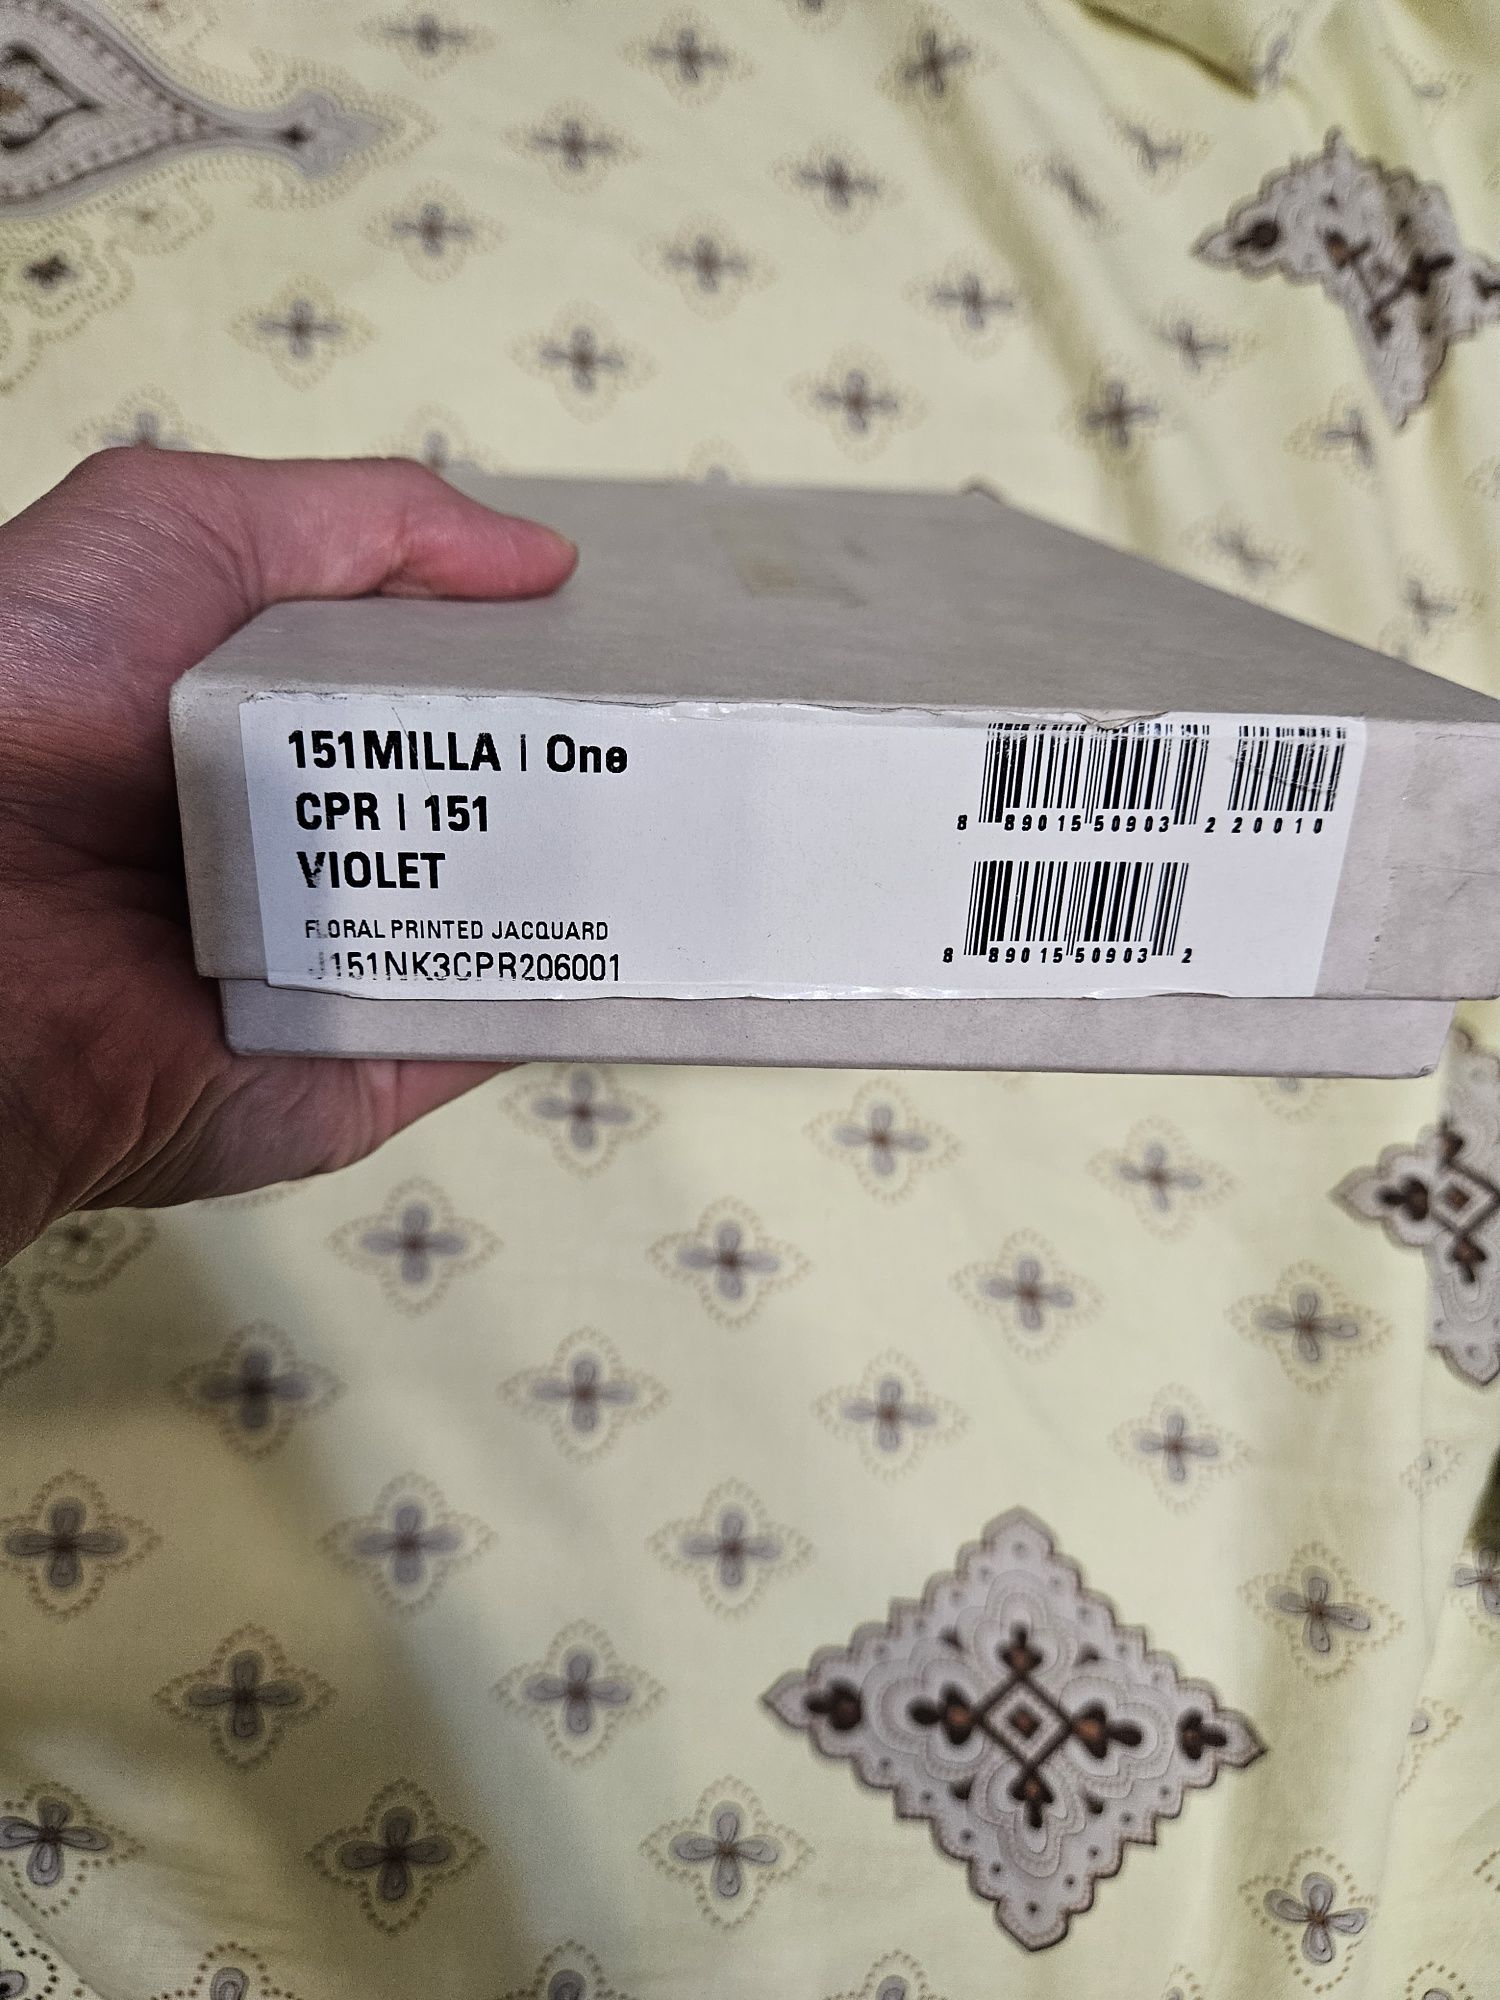 151MILLA | One
CPR | 151
VIOLET
FLORAL PRINTED JACQUARD
J151NK3CPR206001
8 89015 50903 2 20010
8 89015 50903 2